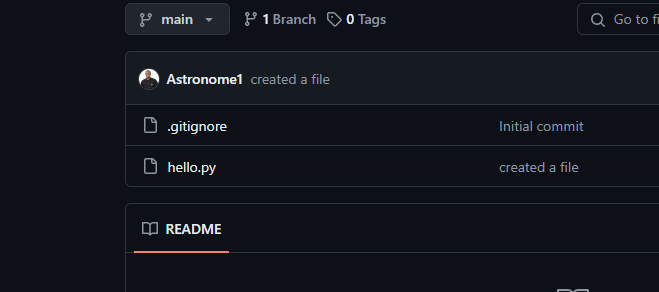 main 1 Branch 0 Tags Go to fi
Astronome1 created a file
.gitignore Initial commit
hello.py created a file
README